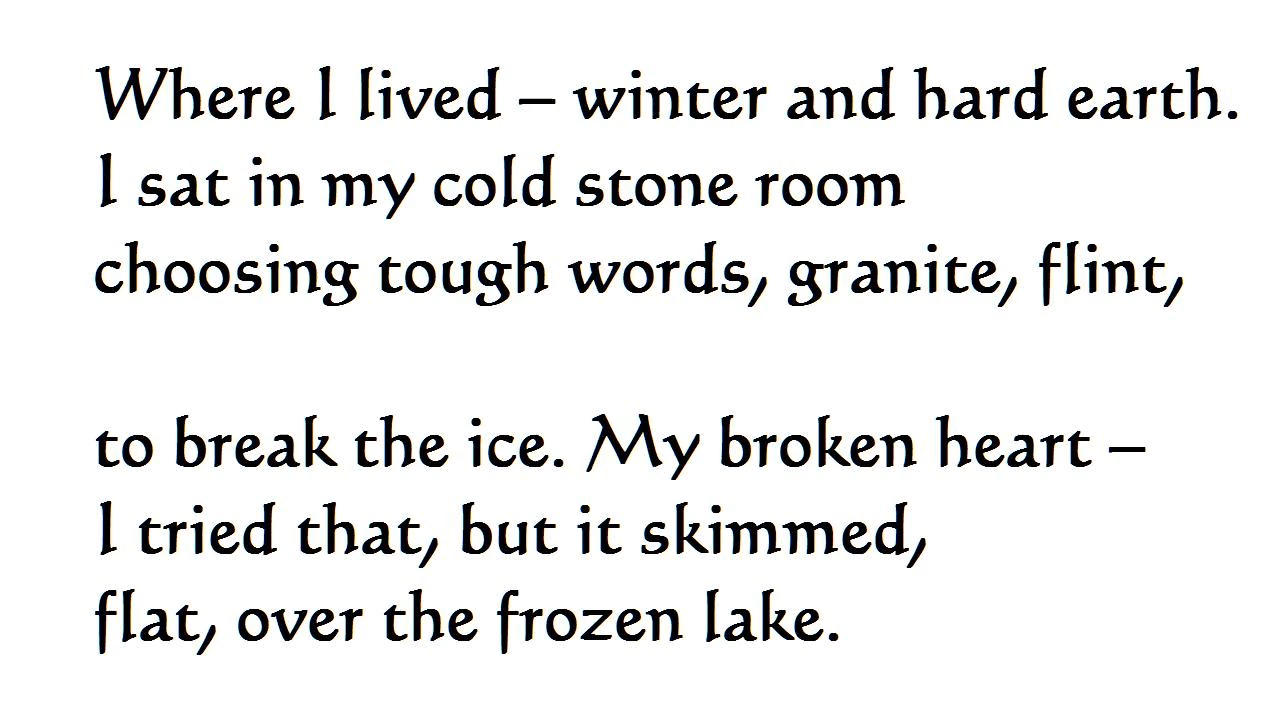 Where I lived – winter and hard earth.
I sat in my cold stone room
choosing tough words, granite, flint,

to break the ice. My broken heart –
I tried that, but it skimmed,
flat, over the frozen lake.